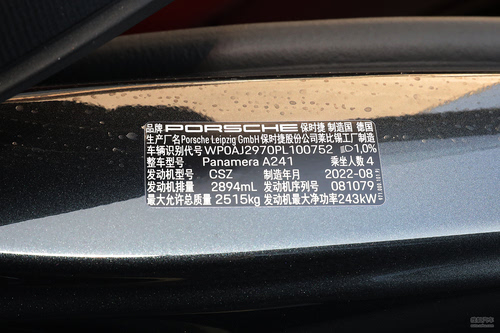 品牌 PORSCHE 保时捷 制造国 德国
生产厂名 Porsche Leipzig GmbH 保时捷股份公司莱比锡工厂制造
车辆识别代号 WP0AJ2970PL100752 1,0%
整车型号 Panamera A241 乘坐人数 4
发动机型号 CSZ 制造年月 2022-08
发动机排量 2894mL 发动机序列号 081079
最大允许总质量 2515kg 发动机最大净功率 243kW